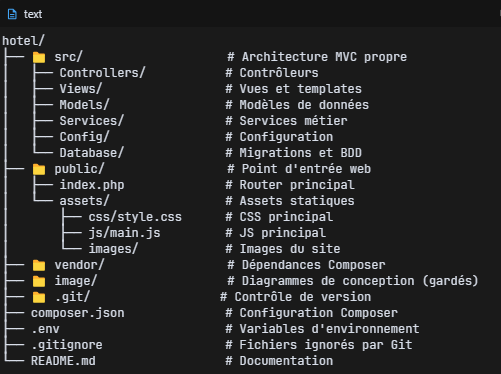 text
hotel/
├── 📁 src/                    # Architecture MVC propre
│   ├── Controllers/          # Contrôleurs
│   ├── Views/                # Vues et templates
│   ├── Models/               # Modèles de données
│   ├── Services/             # Services métier
│   ├── Config/               # Configuration
│   └── Database/             # Migrations et BDD
├── 📁 public/                 # Point d'entrée web
│   ├── index.php             # Router principal
│   └── assets/               # Assets statiques
│       ├── css/style.css     # CSS principal
│       ├── js/main.js        # JS principal
│       └── images/           # Images du site
├── 📁 vendor/                 # Dépendances Composer
├── 📁 image/                  # Diagrammes de conception (gardés)
├── 📁 .git/                  # Contrôle de version
├── composer.json             # Configuration Composer
├── .env                      # Variables d'environnement
├── .gitignore                # Fichiers ignorés par Git
└── README.md                 # Documentation